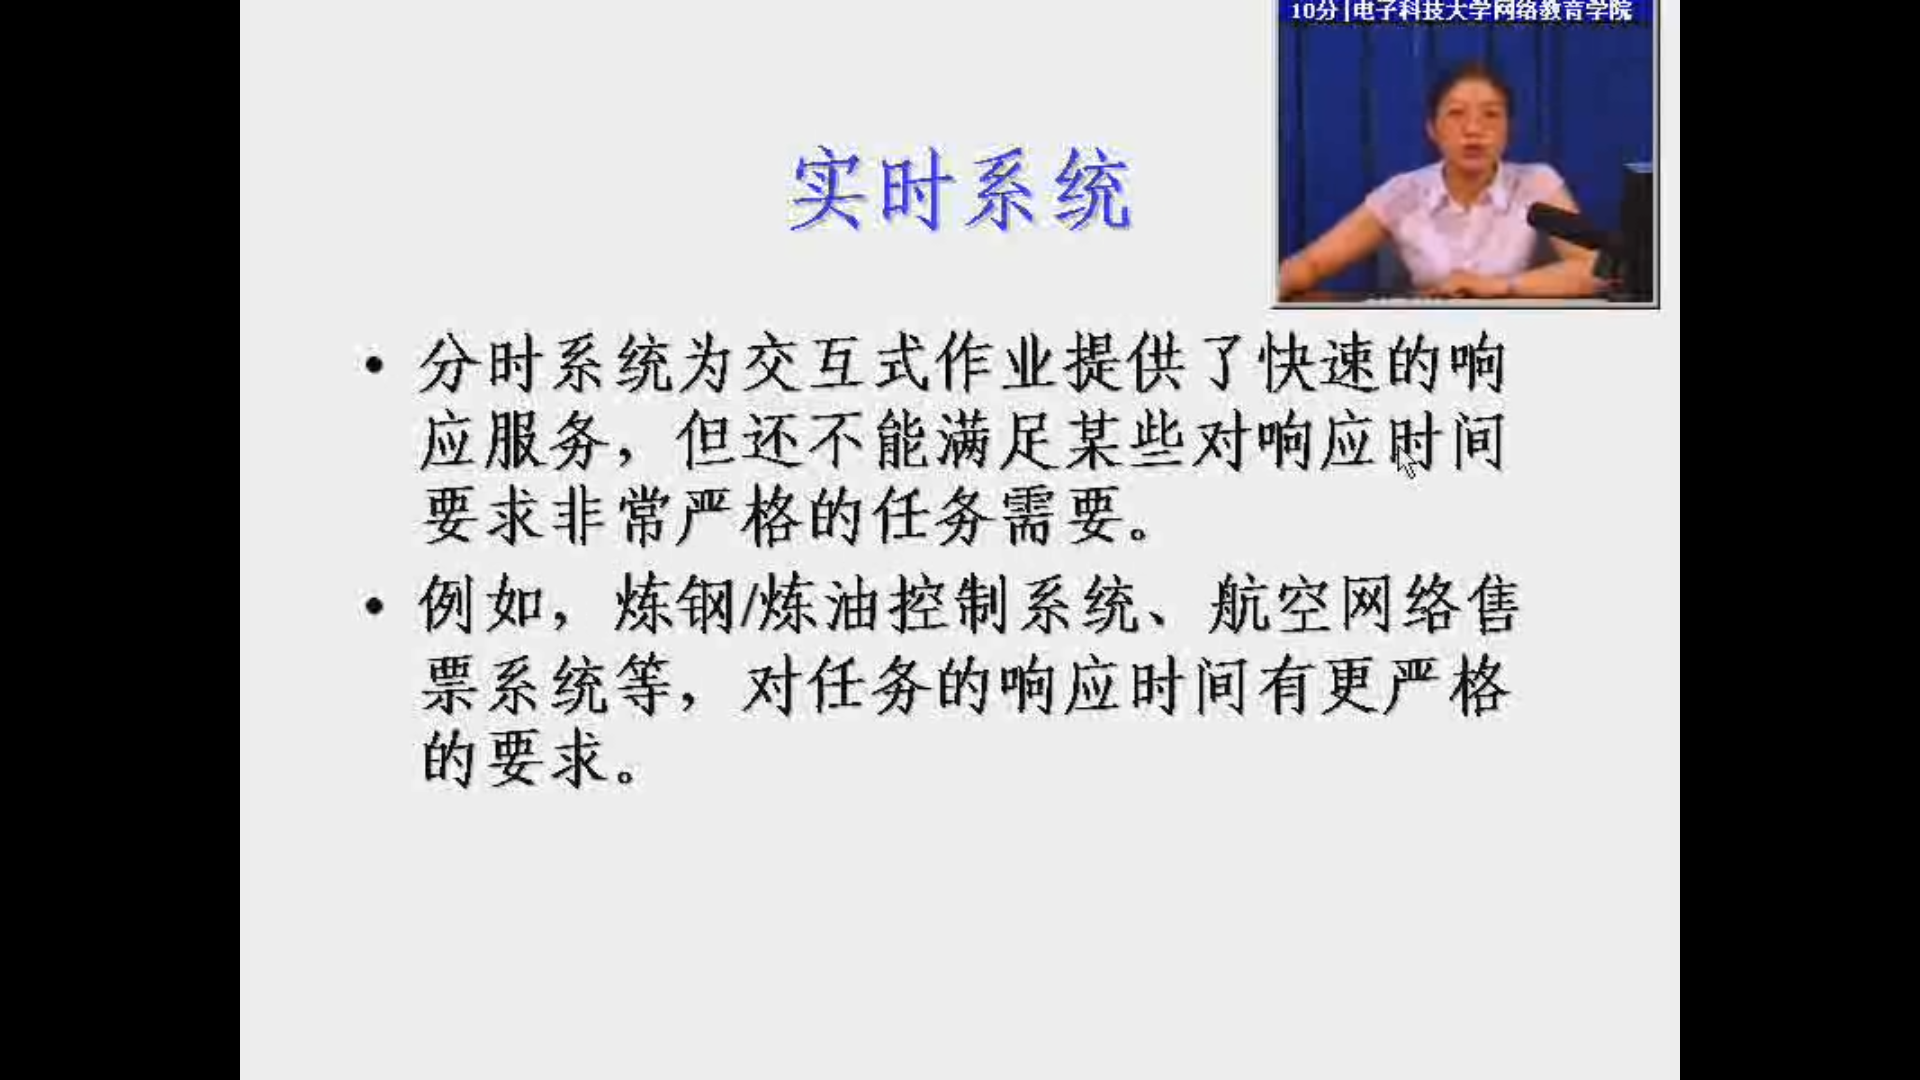 10分|电子科技大学网络教育学院
实时系统
• 分时系统为交互式作业提供了快速的响
应服务，但还不能满足某些对响应时间
要求非常严格的任务需要。
• 例如，炼钢/炼油控制系统、航空网络售
票系统等，对任务的响应时间有更严格
的要求。